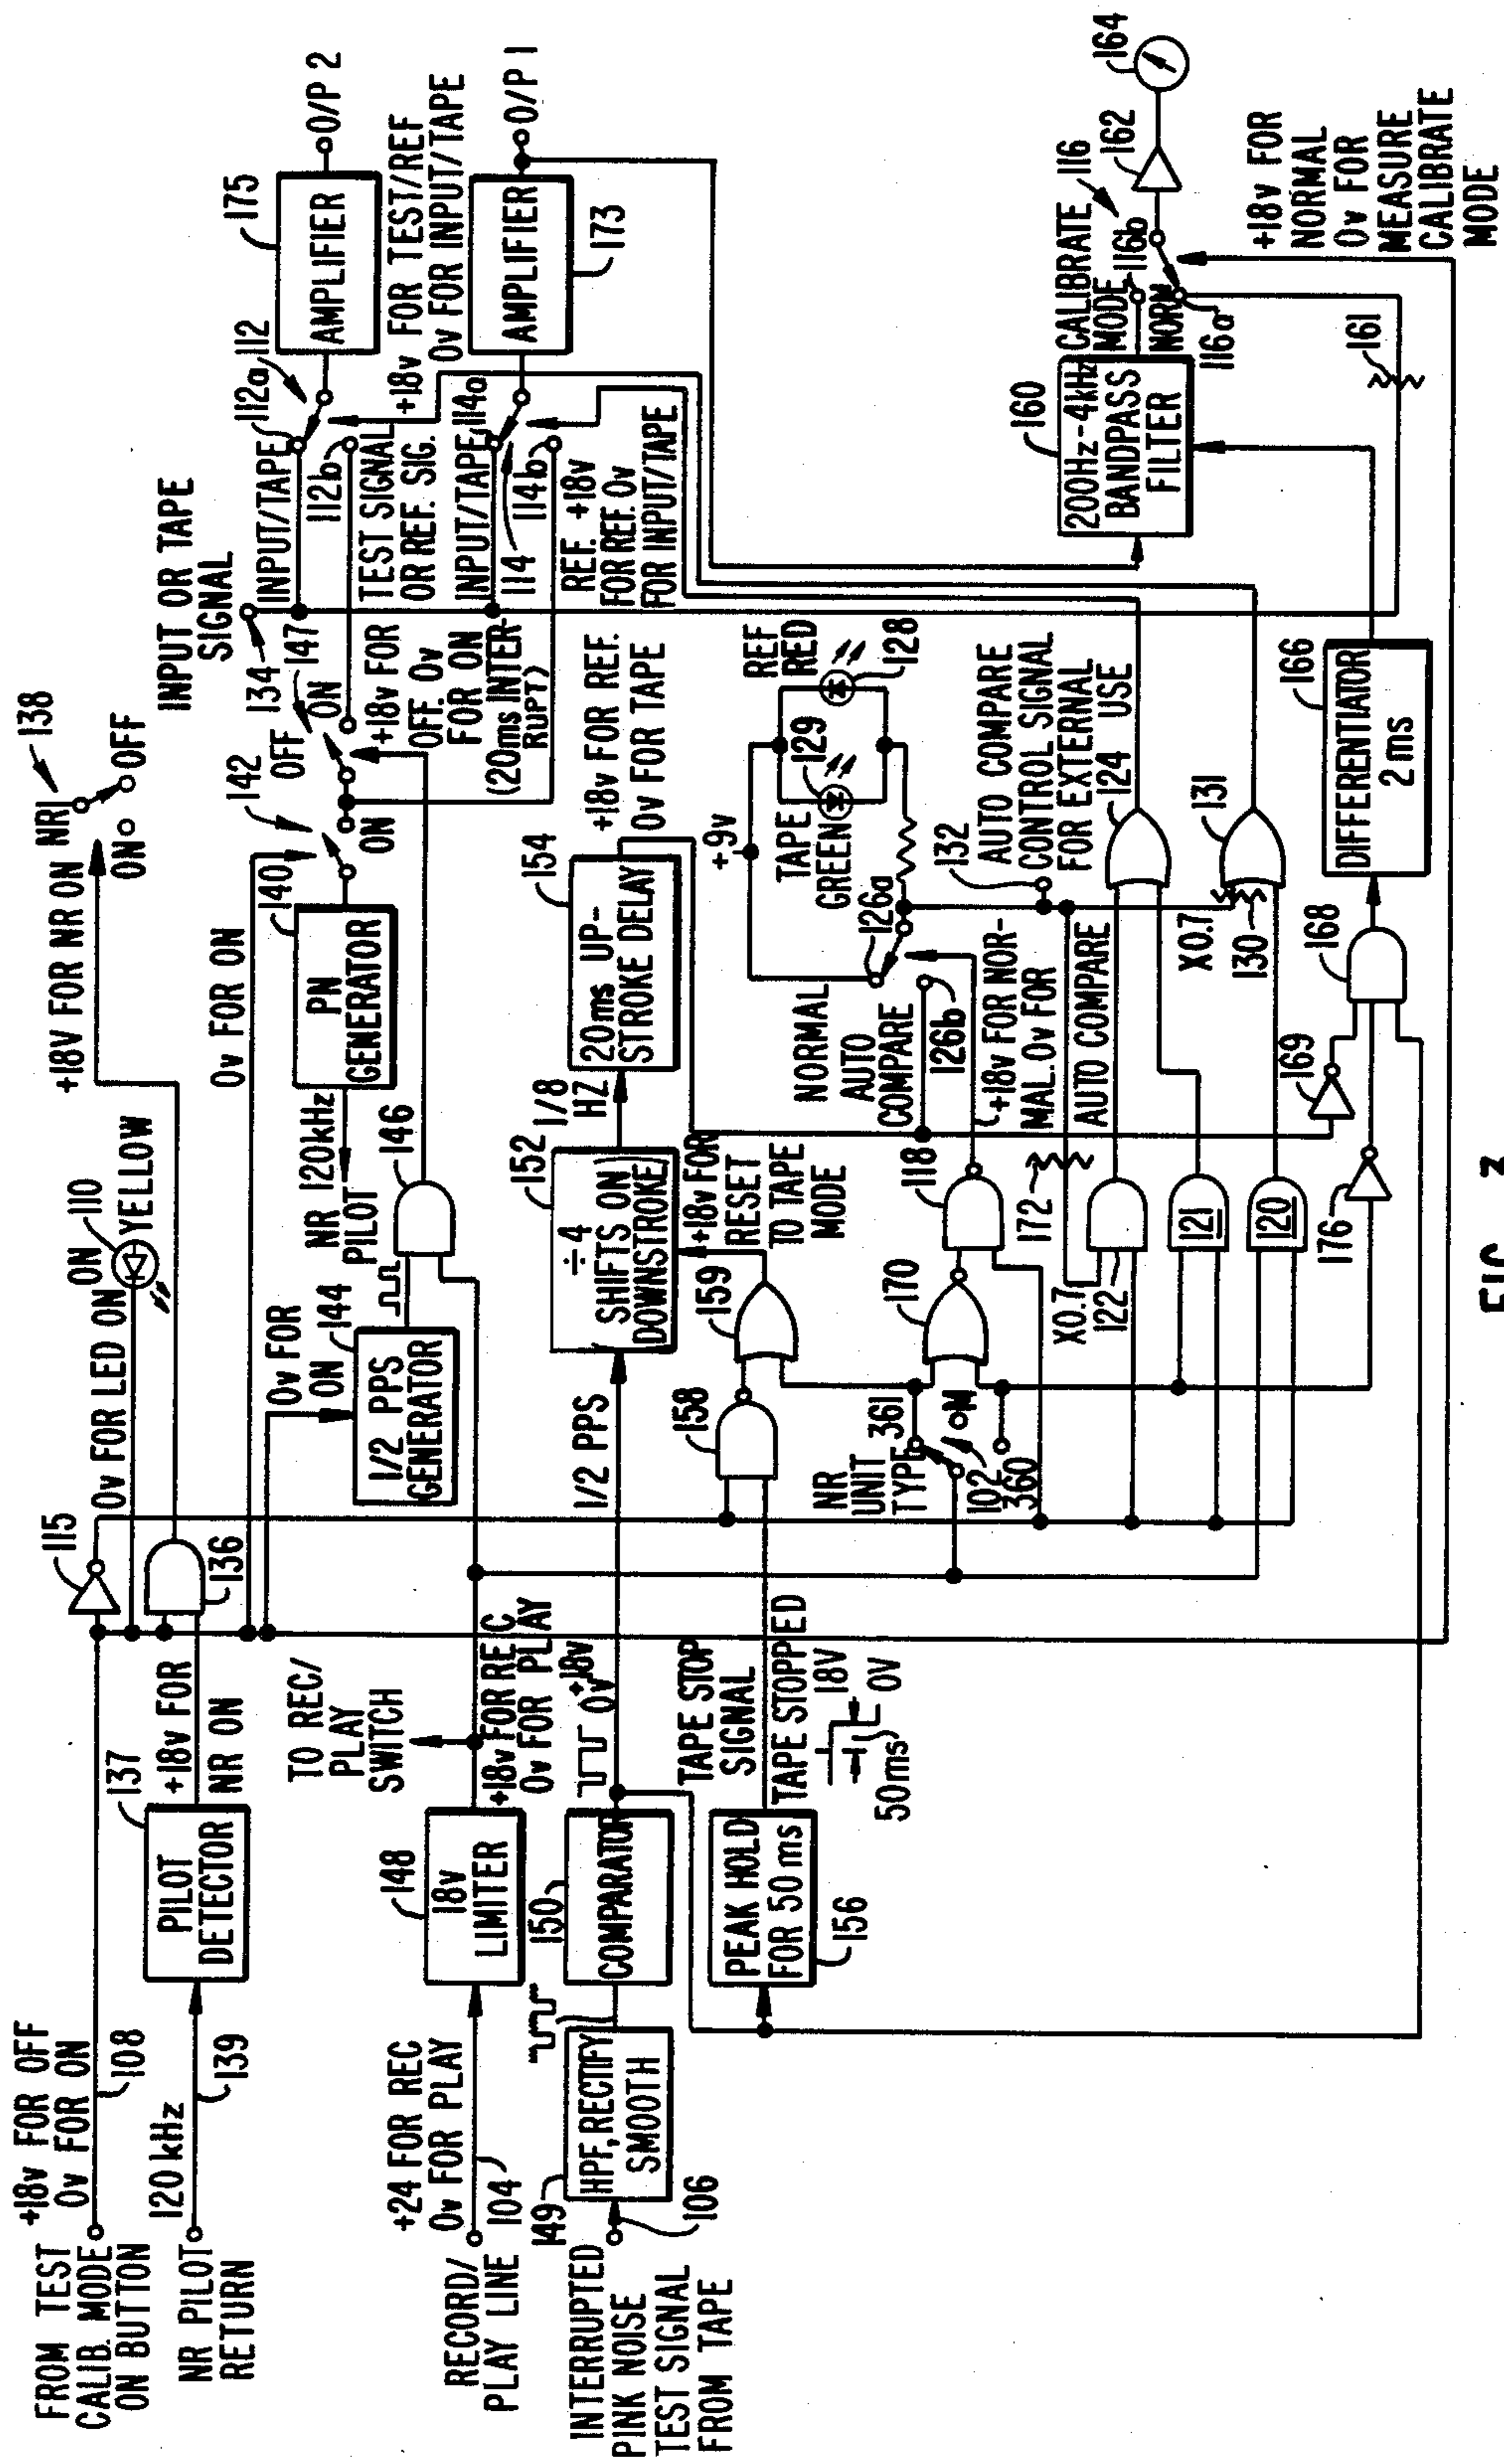 FROM TEST
CALIB. MODE
ON BUTTON
+18v FOR OFF
0v FOR ON
108
NR PILOT
RETURN
120 kHz
139
137
PILOT
DETECTOR
+18v FOR
NR ON
115
136
0v FOR LED ON
110
ON
YELLOW
+18V FOR NR ON
NR
138
ON
OFF
RECORD/
PLAY LINE
+24 FOR REC
0v FOR PLAY
104
148
18v
LIMITER
TO REC/
PLAY
SWITCH
+18v FOR REC
0v FOR PLAY
0v FOR
ON
144
1/2 PPS
GENERATOR
146
NR
PILOT
120kHz
PN
GENERATOR
140
0v FOR ON
142
ON
OFF
ON
147
134
INPUT OR TAPE
SIGNAL
+18v FOR
OFF. 0v
FOR ON
(20ms INTER-
RUPT)
INPUT/TAPE
112a
112
112b
TEST SIGNAL
OR REF. SIG.
175
AMPLIFIER
O/P 2
+18v FOR TEST/REF
0v FOR INPUT/TAPE
INPUT/TAPE
114a
114
114b
REF. +18v
FOR REF. 0v
FOR INPUT/TAPE
AMPLIFIER
173
O/P 1
INTERRUPTED
PINK NOISE
TEST SIGNAL
FROM TAPE
106
149
HPF, RECTIFY
SMOOTH
150
COMPARATOR
+18v
0v
1/2 PPS
152
÷4
SHIFTS ON
DOWNSTROKE
1/8
HZ
154
20ms UP-
STROKE DELAY
+18v FOR REF.
0v FOR TAPE
PEAK HOLD
FOR 50 ms
156
TAPE STOP
SIGNAL
TAPE STOPPED
18V
0V
50ms
158
159
+18v FOR
RESET
TO TAPE
MODE
NR
UNIT
TYPE
361
M
102
360
170
118
NORMAL
AUTO
COMPARE
126a
126b
+18v FOR NOR-
MAL. 0v FOR
AUTO COMPARE
+9v
TAPE
GREEN
129
REF
RED
128
132
AUTO COMPARE
CONTROL SIGNAL
FOR EXTERNAL
USE
172
X0.7
122
121
120
124
X0.7
130
131
176
169
168
166
DIFFERENTIATOR
2 ms
160
200Hz-4kHz
BANDPASS
FILTER
CALIBRATE
MODE
116
116b
NORM
116a
161
162
164
+18v FOR
NORMAL
0v FOR
MEASURE
CALIBRATE
MODE